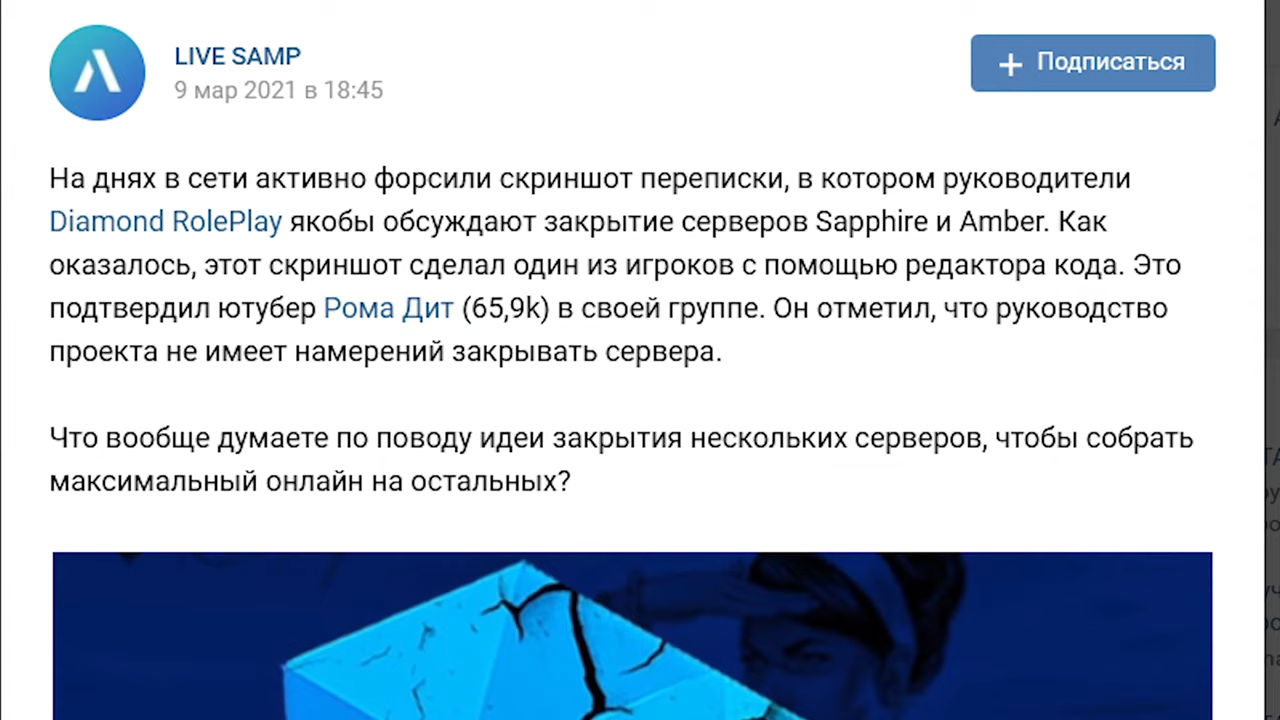 LIVE SAMP
9 мар 2021 в 18:45
Подписаться
На днях в сети активно форсили скриншот переписки, в котором руководители
Diamond RolePlay якобы обсуждают закрытие серверов Sapphire и Amber. Как
оказалось, этот скриншот сделал один из игроков с помощью редактора кода. Это
подтвердил ютубер Рома Дит (65,9k) в своей группе. Он отметил, что руководство
проекта не имеет намерений закрывать сервера.
Что вообще думаете по поводу идеи закрытия нескольких серверов, чтобы собрать
максимальный онлайн на остальных?